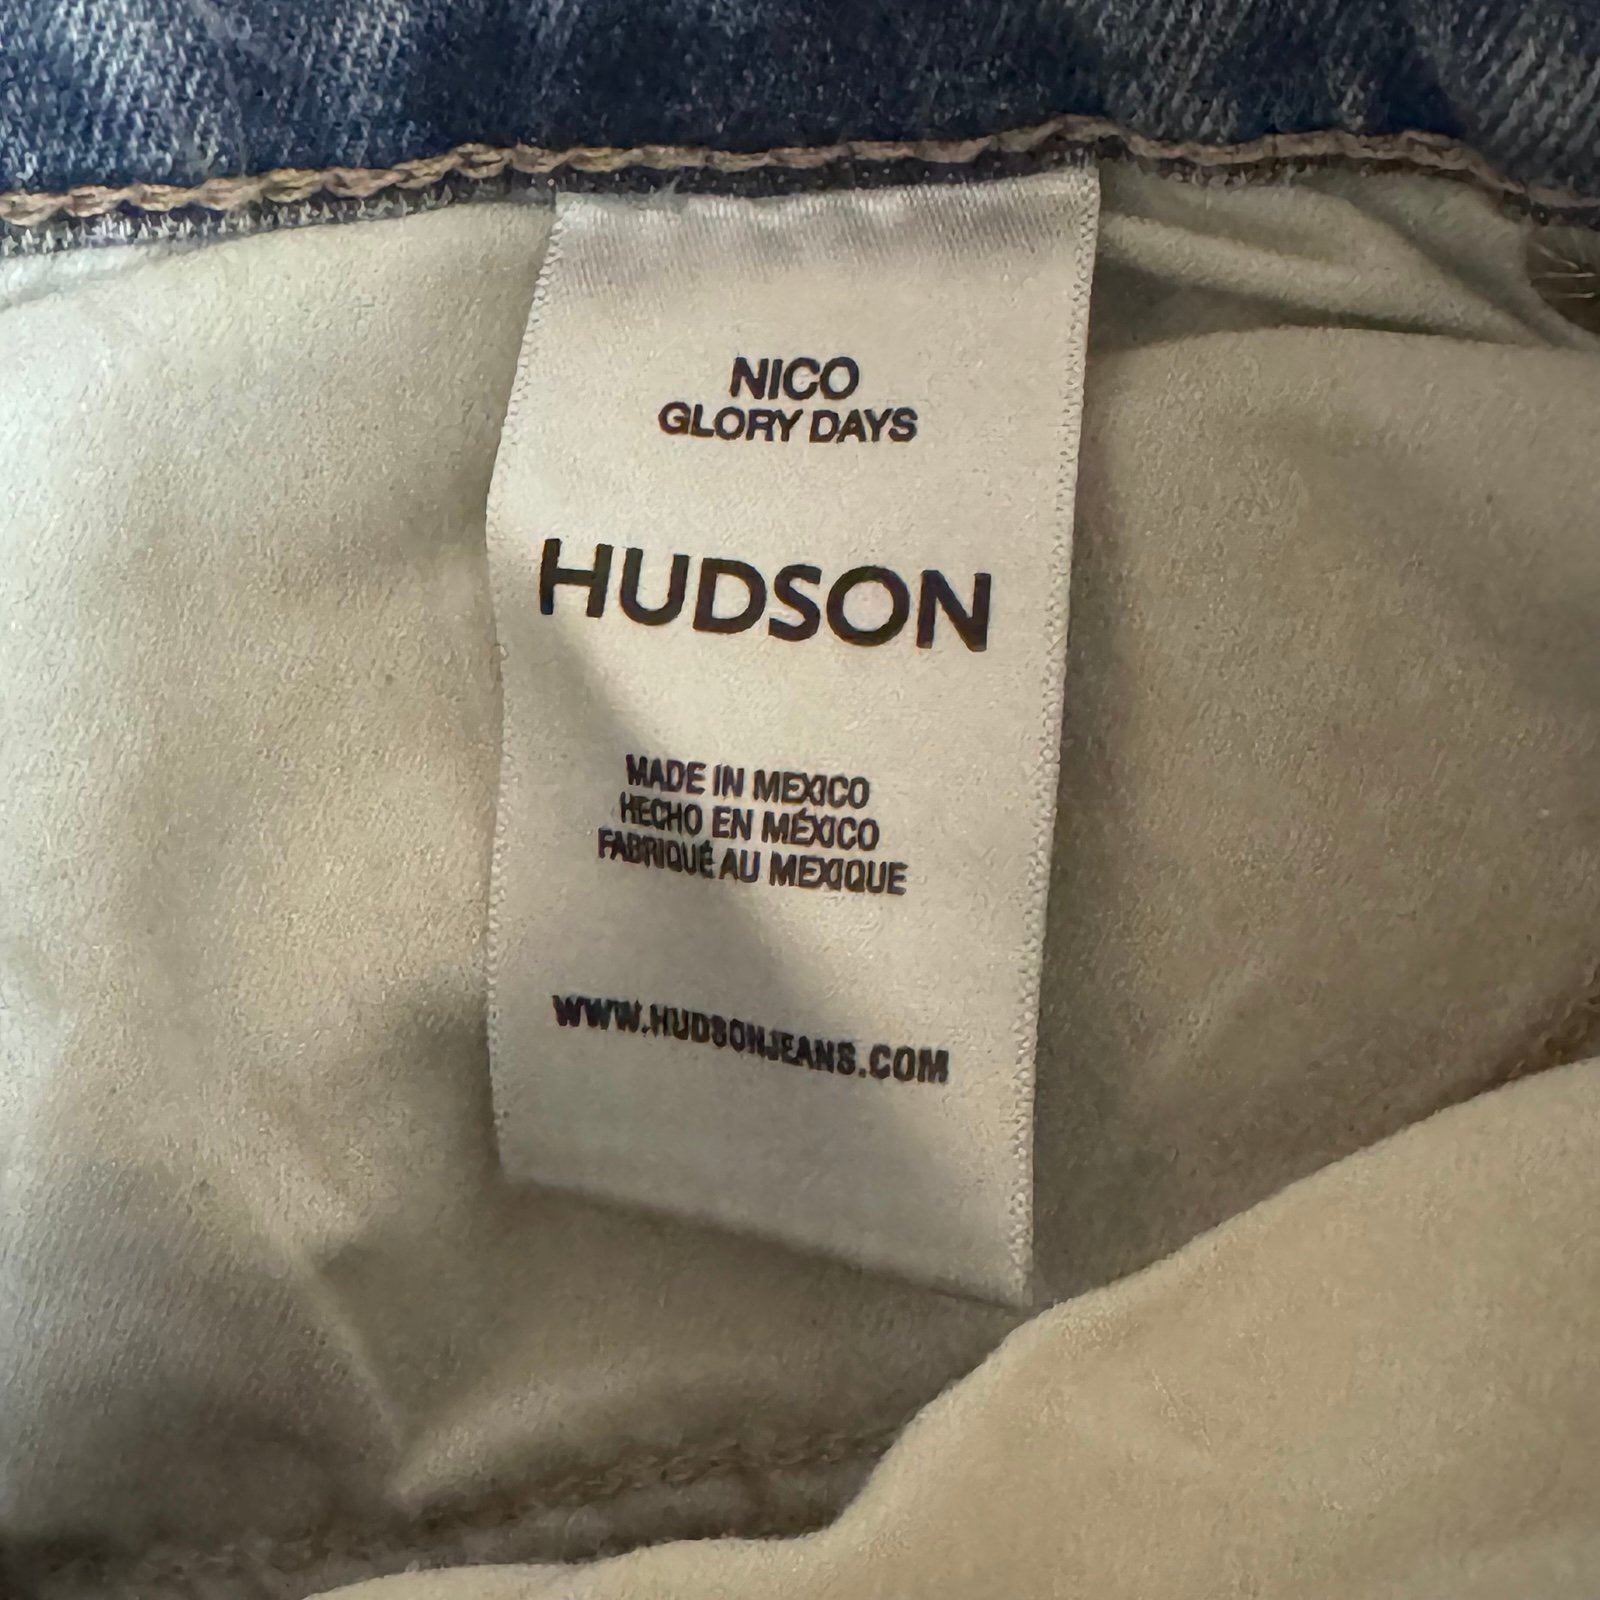 NICO
GLORY DAYS
HUDSON
MADE IN MEXICO
HECHO EN MÉXICO
FABRIQUÉ AU MEXIQUE
WWW.HUDSONJEANS.COM